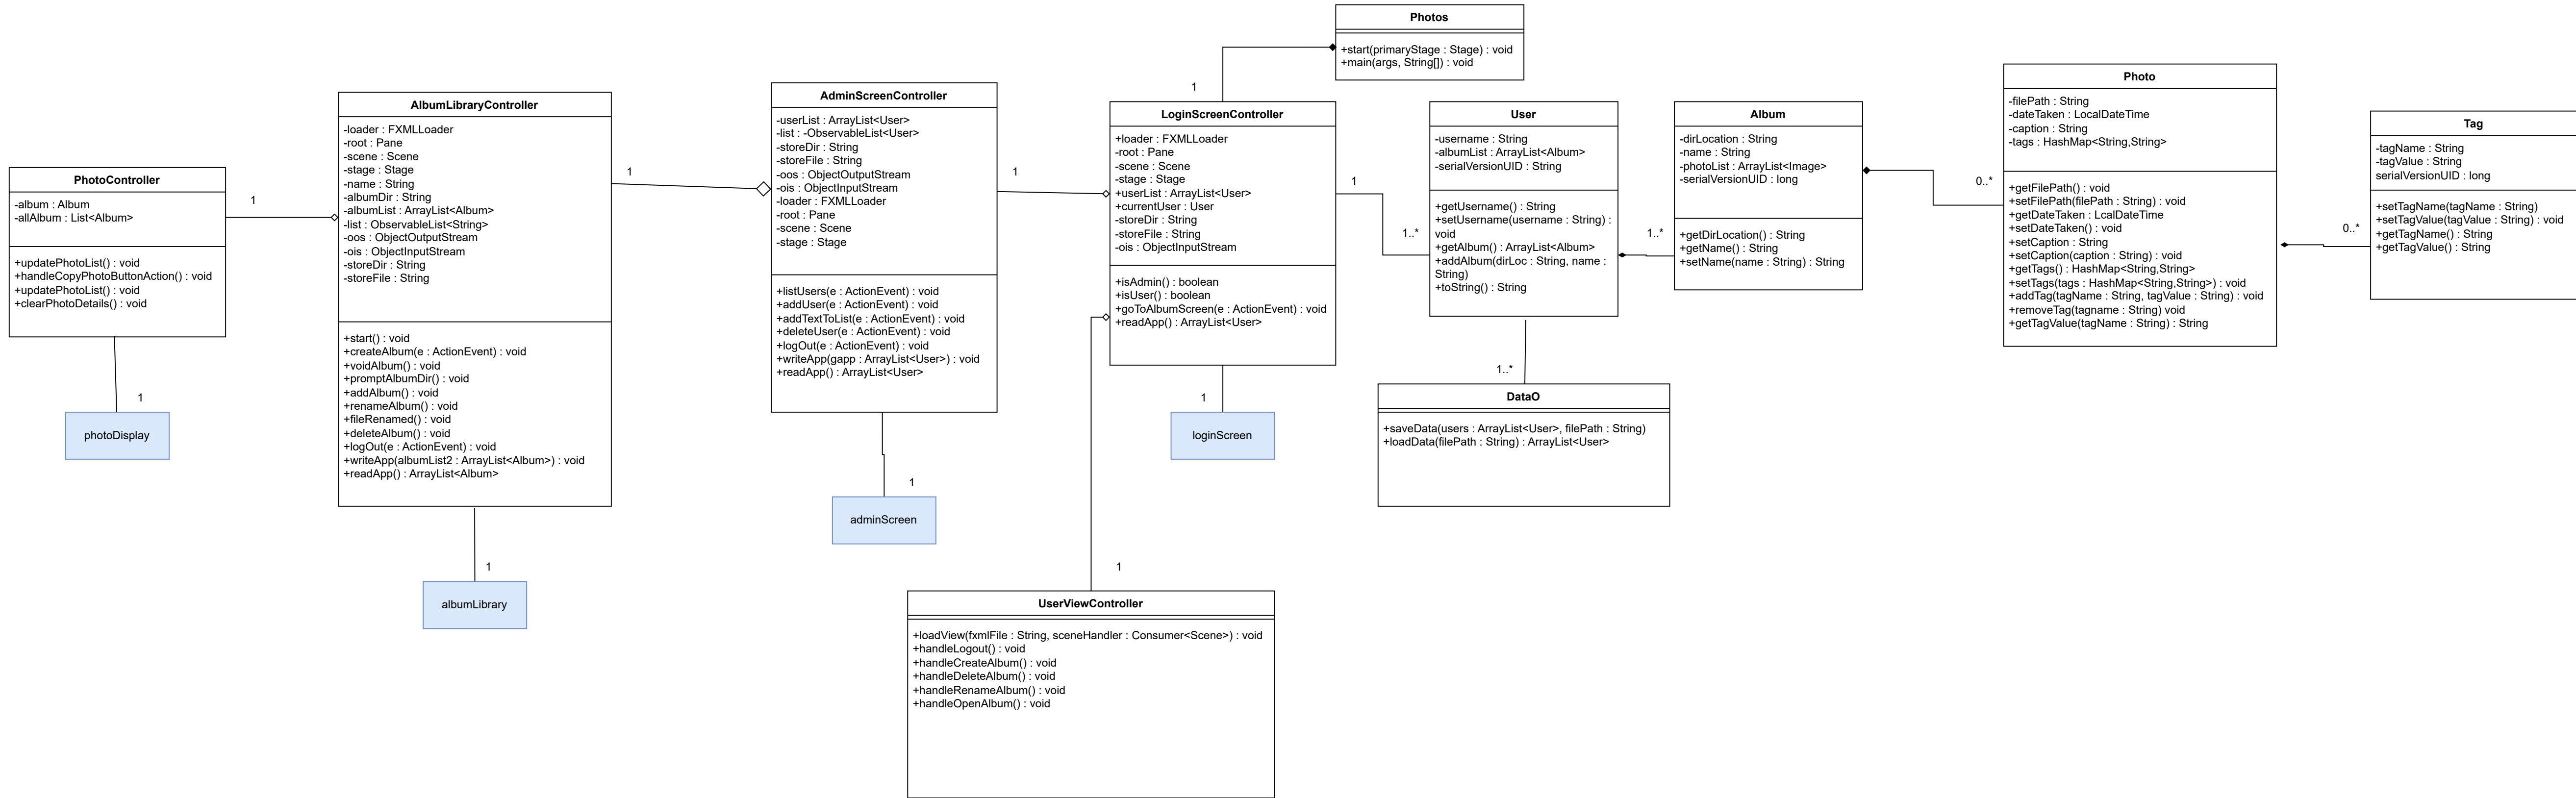 Photos
+start(primaryStage : Stage) : void
+main(args, String[]) : void
1
PhotoController
-album : Album
-allAlbum : List<Album>
+updatePhotoList() : void
+handleCopyPhotoButtonAction() : void
+updatePhotoList() : void
+clearPhotoDetails() : void
1
1
photoDisplay
AlbumLibraryController
-loader : FXMLLoader
-root : Pane
-scene : Scene
-stage : Stage
-name : String
-albumDir : String
-albumList : ArrayList<Album>
-list : ObservableList<String>
-oos : ObjectOutputStream
-ois : ObjectInputStream
-storeDir : String
-storeFile : String
+start() : void
+createAlbum(e : ActionEvent) : void
+voidAlbum() : void
+promptAlbumDir() : void
+addAlbum() : void
+renameAlbum() : void
+fileRenamed() : void
+deleteAlbum() : void
+logOut(e : ActionEvent) : void
+writeApp(albumList2 : ArrayList<Album>) : void
+readApp() : ArrayList<Album>
1
1
albumLibrary
AdminScreenController
-userList : ArrayList<User>
-list : -ObservableList<User>
-storeDir : String
-storeFile : String
-oos : ObjectOutputStream
-ois : ObjectInputStream
-loader : FXMLLoader
-root : Pane
-scene : Scene
-stage : Stage
+listUsers(e : ActionEvent) : void
+addUser(e : ActionEvent) : void
+addTextToList(e : ActionEvent) : void
+deleteUser(e : ActionEvent) : void
+logOut(e : ActionEvent) : void
+writeApp(gapp : ArrayList<User>) : void
+readApp() : ArrayList<User>
1
1
adminScreen
LoginScreenController
+loader : FXMLLoader
-root : Pane
-scene : Scene
-stage : Stage
+userList : ArrayList<User>
+currentUser : User
-storeDir : String
-storeFile : String
-ois : ObjectInputStream
+isAdmin() : boolean
+isUser() : boolean
+goToAlbumScreen(e : ActionEvent) : void
+readApp() : ArrayList<User>
1
1..*
1
loginScreen
1
UserViewController
+loadView(fxmlFile : String, sceneHandler : Consumer<Scene>) : void
+handleLogout() : void
+handleCreateAlbum() : void
+handleDeleteAlbum() : void
+handleRenameAlbum() : void
+handleOpenAlbum() : void
User
-username : String
-albumList : ArrayList<Album>
-serialVersionUID : String
+getUsername() : String
+setUsername(username : String) :
void
+getAlbum() : ArrayList<Album>
+addAlbum(dirLoc : String, name :
String)
+toString() : String
1..*
1..*
DataO
+saveData(users : ArrayList<User>, filePath : String)
+loadData(filePath : String) : ArrayList<User>
Album
-dirLocation : String
-name : String
-photoList : ArrayList<Image>
-serialVersionUID : long
+getDirLocation() : String
+getName() : String
+setName(name : String) : String
0..*
Photo
-filePath : String
-dateTaken : LocalDateTime
-caption : String
-tags : HashMap<String,String>
+getFilePath() : void
+setFilePath(filePath : String) : void
+getDateTaken : LcalDateTime
+setDateTaken() : void
+setCaption : String
+setCaption(caption : String) : void
+getTags() : HashMap<String,String>
+setTags(tags : HashMap<String,String>) : void
+addTag(tagName : String, tagValue : String) : void
+removeTag(tagname : String) void
+getTagValue(tagName : String) : String
0..*
Tag
-tagName : String
-tagValue : String
serialVersionUID : long
+setTagName(tagName : String)
+setTagValue(tagValue : String) : void
+getTagName() : String
+getTagValue() : String